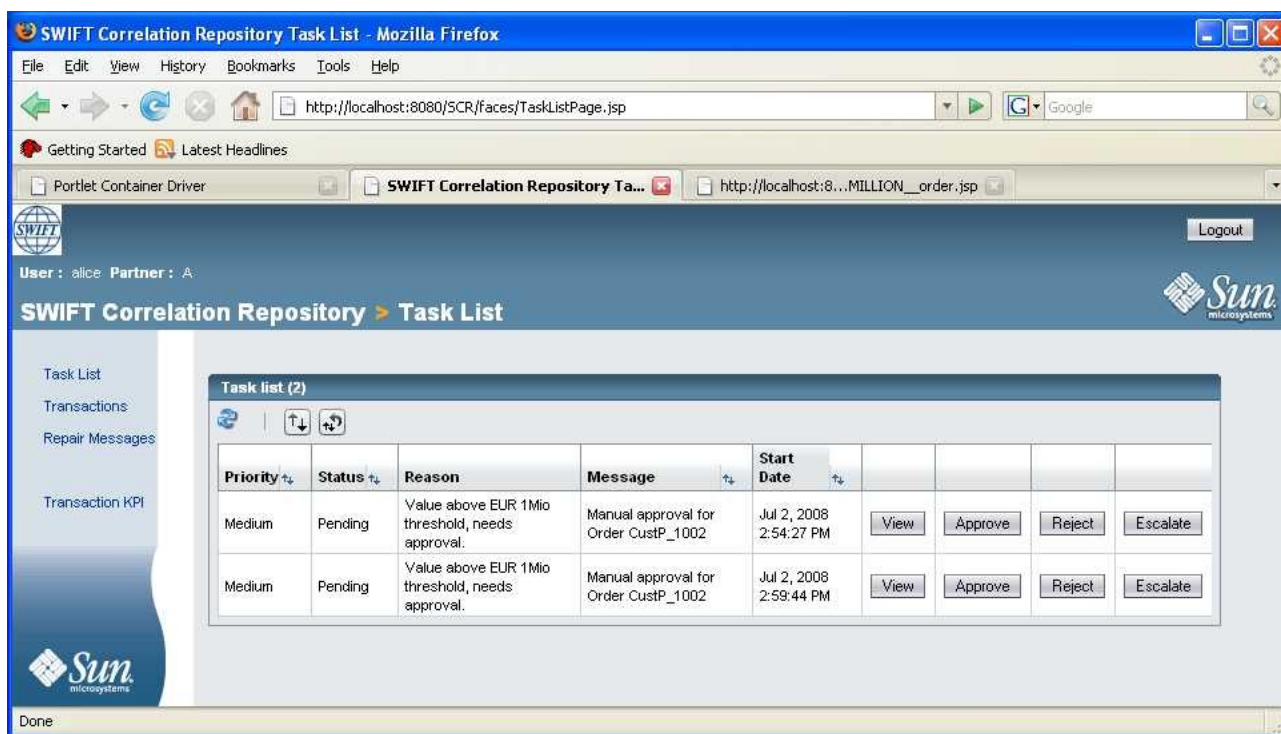 SWIFT Correlation Repository Task List - Mozilla Firefox
File Edit View History Bookmarks Tools Help
http://localhost:8080/SCR/faces/TaskListPage.jsp
G Google
Getting Started Latest Headlines
Portlet Container Driver
SWIFT Correlation Repository Ta...
http://localhost:8...MILLION__order.jsp
SWIFT
Logout
User : alice Partner : A
Sun
microsystems
SWIFT Correlation Repository > Task List
Task List
Transactions
Repair Messages
Transaction KPI
Task list (2)
Priority Status Reason Message Start Date
Medium Pending Value above EUR 1Mio threshold, needs approval. Manual approval for Order CustP_1002 Jul 2, 2008 2:54:27 PM View Approve Reject Escalate
Medium Pending Value above EUR 1Mio threshold, needs approval. Manual approval for Order CustP_1002 Jul 2, 2008 2:59:44 PM View Approve Reject Escalate
Sun.
microsystems
Done